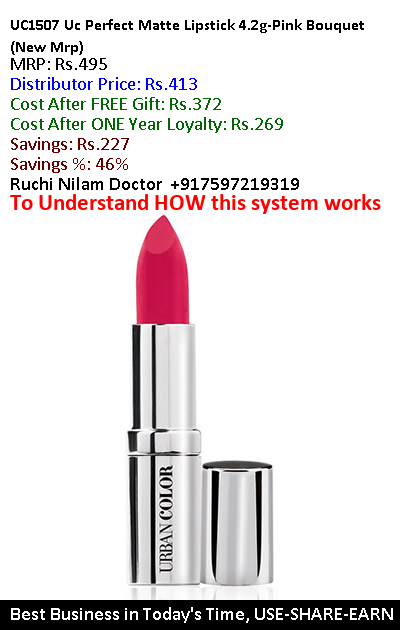 UC1507 Uc Perfect Matte Lipstick 4.2g-Pink Bouquet
(New Mrp)
MRP: Rs.495
Distributor Price: Rs.413
Cost After FREE Gift: Rs.372
Cost After ONE Year Loyalty: Rs.269
Savings: Rs.227
Savings %: 46%
Ruchi Nilam Doctor +917597219319
To Understand HOW this system works
URBAN COLOR
Best Business in Today's Time, USE-SHARE-EARN